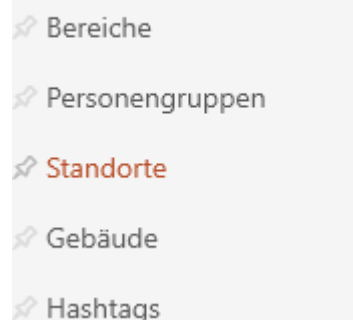 Bereiche
Personengruppen
Standorte
Gebäude
Hashtags